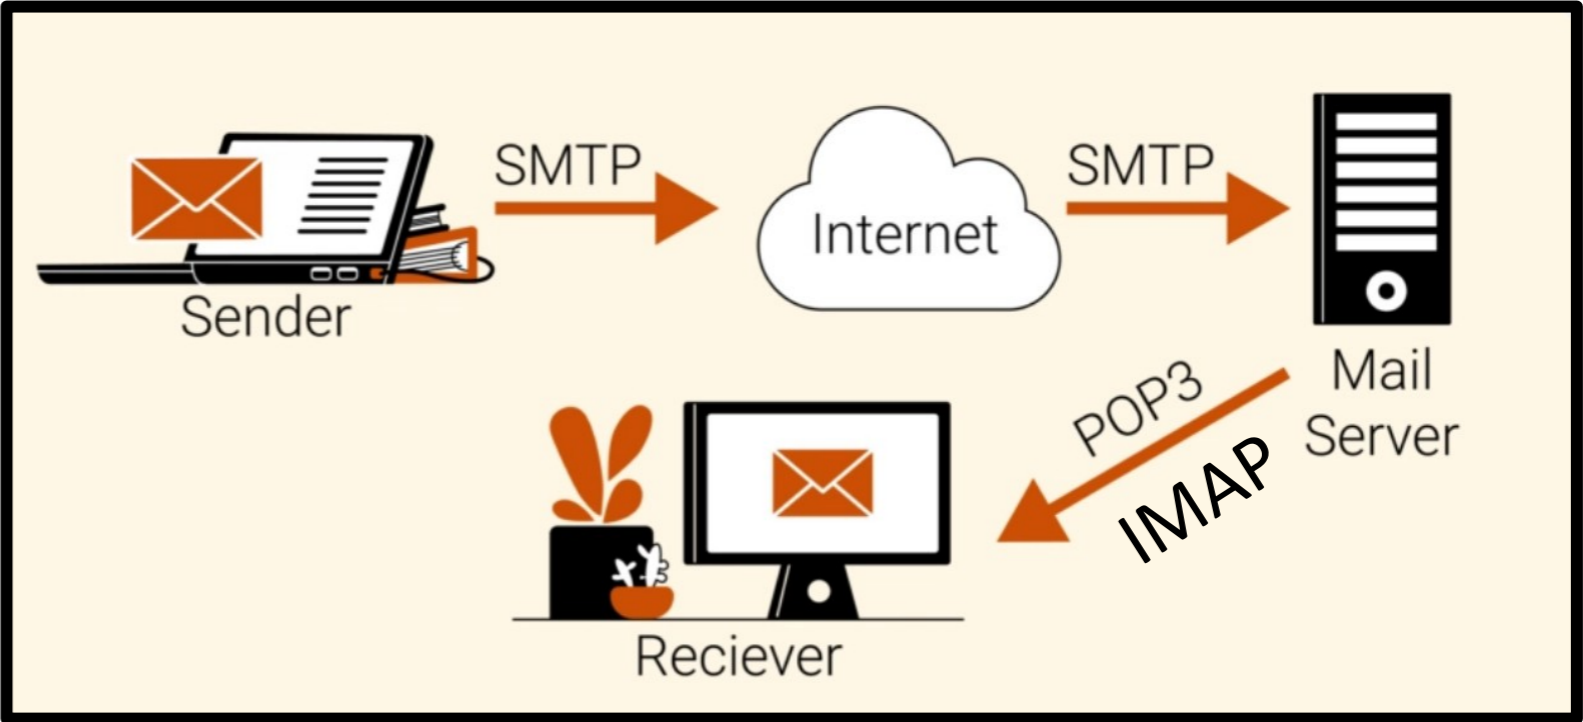 SMTP
SMTP
Internet
Sender
Mail
Server
POP3
IMAP
Reciever